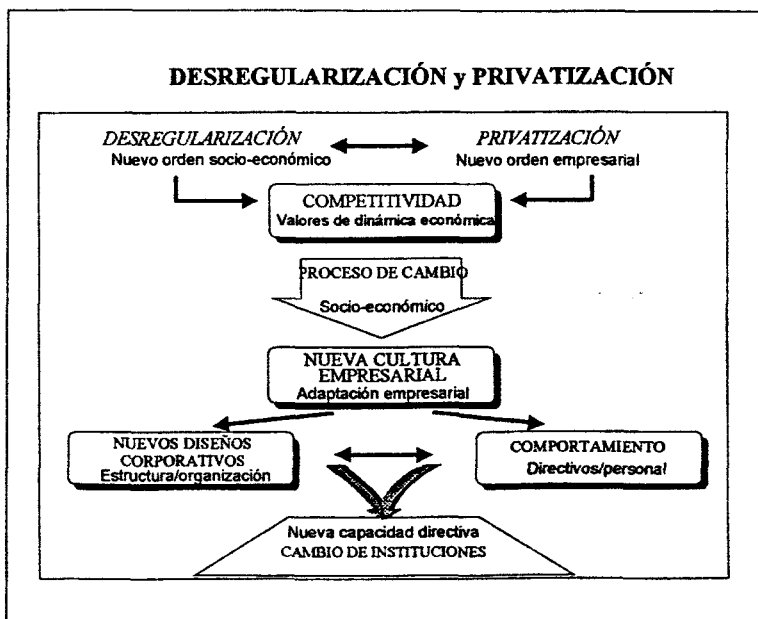 DESREGULARIZACIÓN y PRIVATIZACIÓN
DESREGULARIZACIÓN
Nuevo orden socio-económico
PRIVATIZACIÓN
Nuevo orden empresarial
COMPETITIVIDAD
Valores de dinámica económica
PROCESO DE CAMBIO
Socio-económico
NUEVA CULTURA
EMPRESARIAL
Adaptación empresarial
NUEVOS DISEÑOS
CORPORATIVOS
Estructura/organización
COMPORTAMIENTO
Directivos/personal
Nueva capacidad directiva
CAMBIO DE INSTITUCIONES